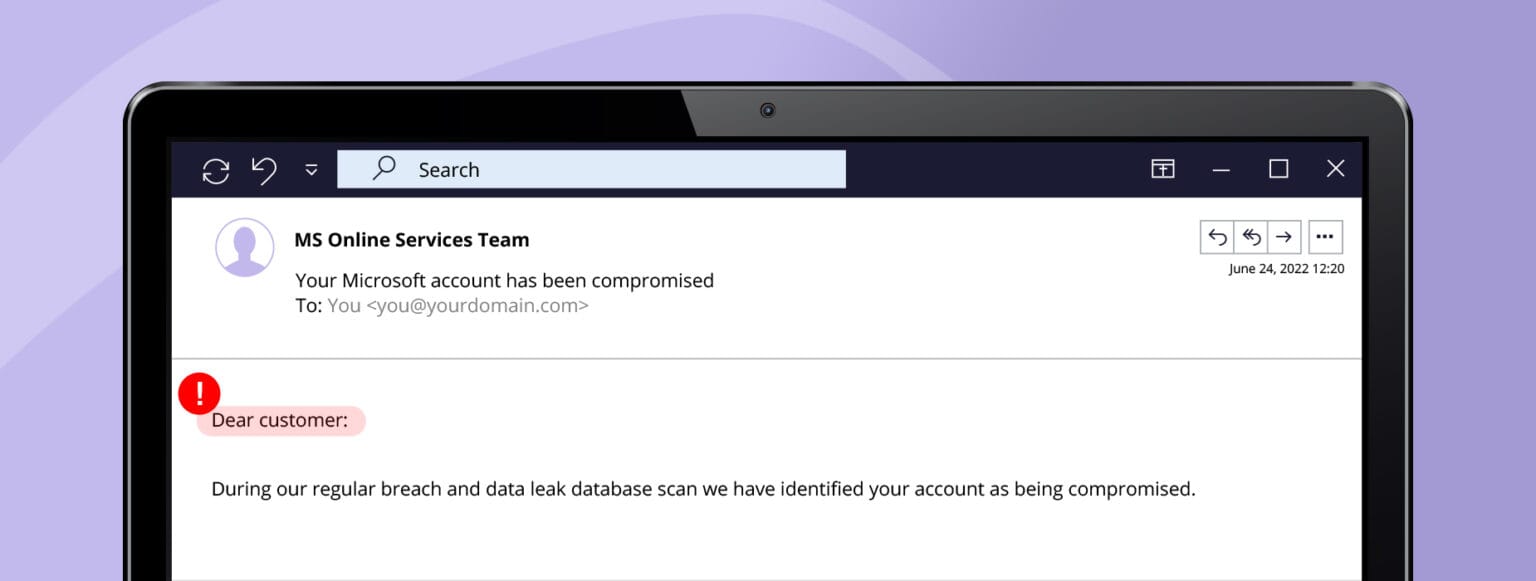 Search
MS Online Services Team
Your Microsoft account has been compromised
To: You <you@yourdomain.com>
June 24, 2022 12:20
!
Dear customer:
During our regular breach and data leak database scan we have identified your account as being compromised.